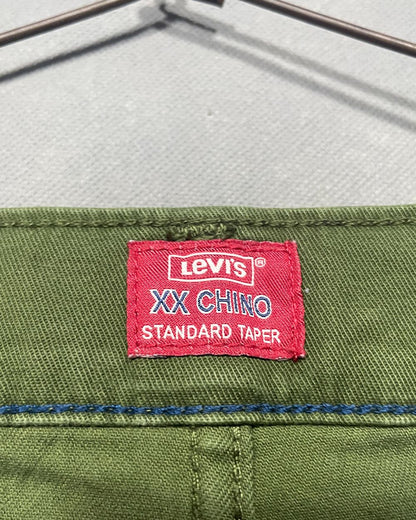 Levi's®
XX CHINO
STANDARD TAPER